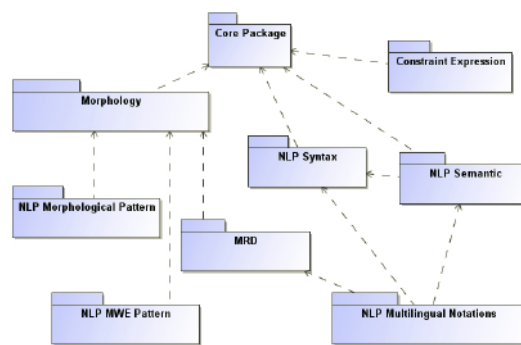 Core Package
Constraint Expression
Morphology
NLP Syntax
NLP Semantic
NLP Morphological Pattern
MRD
NLP MWE Pattern
NLP Multilingual Notations